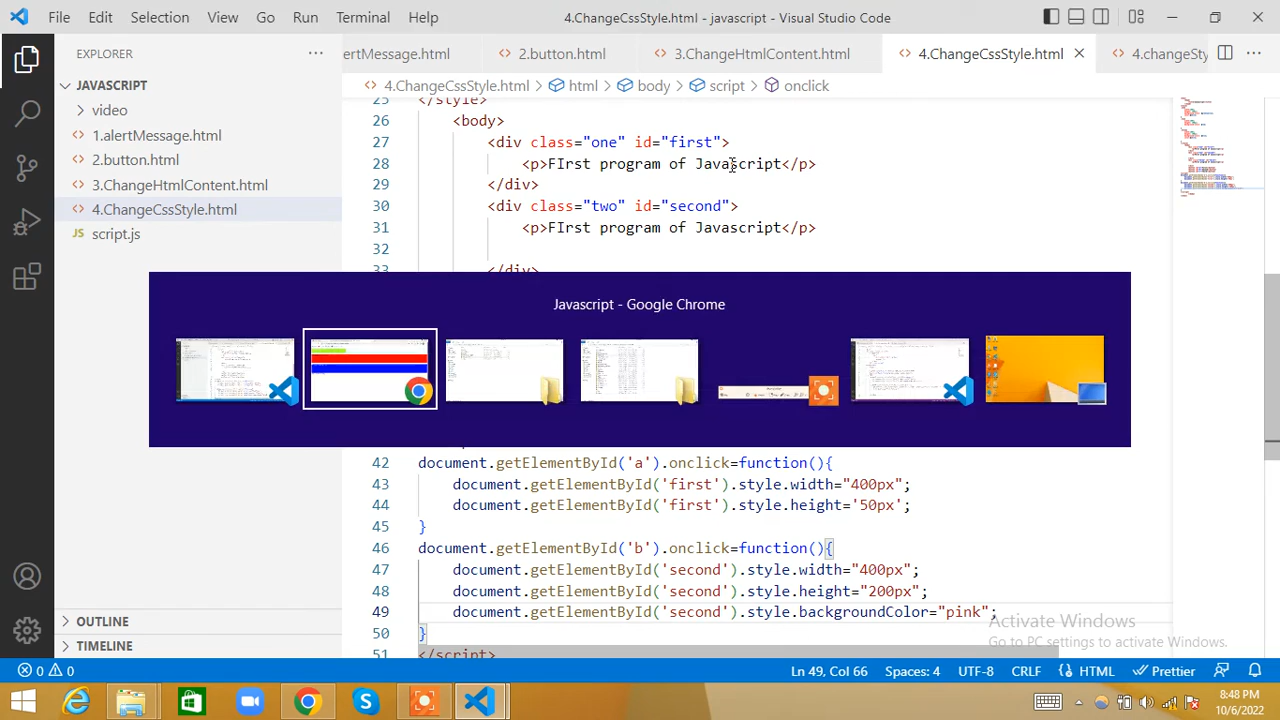 File Edit Selection View Go Run Terminal Help
4.ChangeCssStyle.html - javascript - Visual Studio Code
EXPLORER
JAVASCRIPT
video
1.alertMessage.html
2.button.html
3.ChangeHtmlContent.html
4.ChangeCssStyle.html
script.js
OUTLINE
TIMELINE
ertMessage.html 2.button.html 3.ChangeHtmlContent.html 4.ChangeCssStyle.html 4.changeSty
4.ChangeCssStyle.html > html > body > script > onclick
25 </style>
26 <body>
27 <div class="one" id="first">
28 <p>FIrst program of Javascript</p>
29 </div>
30 <div class="two" id="second">
31 <p>FIrst program of Javascript</p>
32
33 </div>
Javascript - Google Chrome
42 document.getElementById('a').onclick=function(){
43 document.getElementById('first').style.width="400px";
44 document.getElementById('first').style.height='50px';
45 }
46 document.getElementById('b').onclick=function(){
47 document.getElementById('second').style.width="400px";
48 document.getElementById('second').style.height="200px";
49 document.getElementById('second').style.backgroundColor="pink";
50 }
51 </script>
Activate Windows
Go to PC settings to activate Windows.
0 0 Ln 49, Col 66 Spaces: 4 UTF-8 CRLF HTML Prettier
8:48 PM
10/6/2022